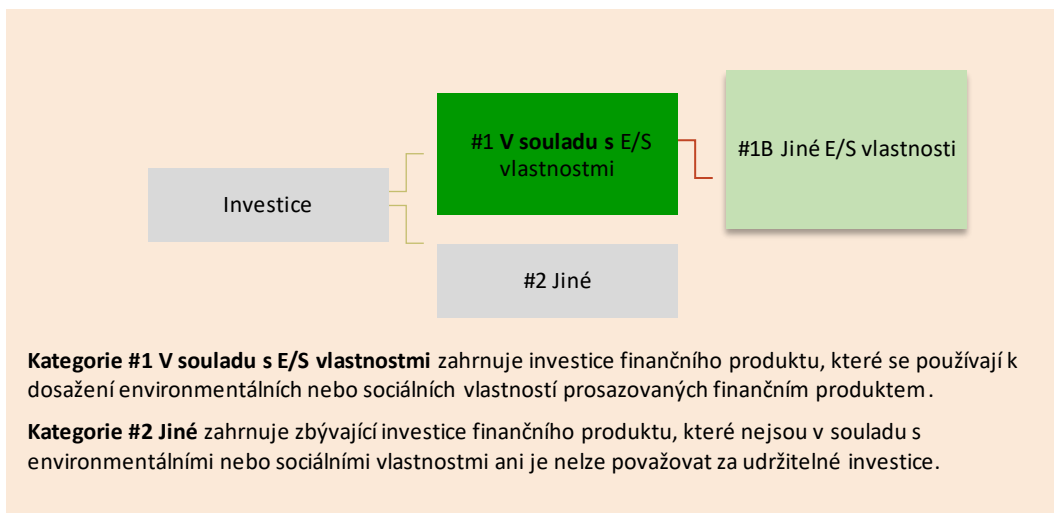 #1 V souladu s E/S
vlastnostmi
#1B Jiné E/S vlastnosti
Investice
#2 Jiné
Kategorie #1 V souladu s E/S vlastnostmi zahrnuje investice finančního produktu, které se používají k
dosažení environmentálních nebo sociálních vlastností prosazovaných finančním produktem.
Kategorie #2 Jiné zahrnuje zbývající investice finančního produktu, které nejsou v souladu s
environmentálními nebo sociálními vlastnostmi ani je nelze považovat za udržitelné investice.